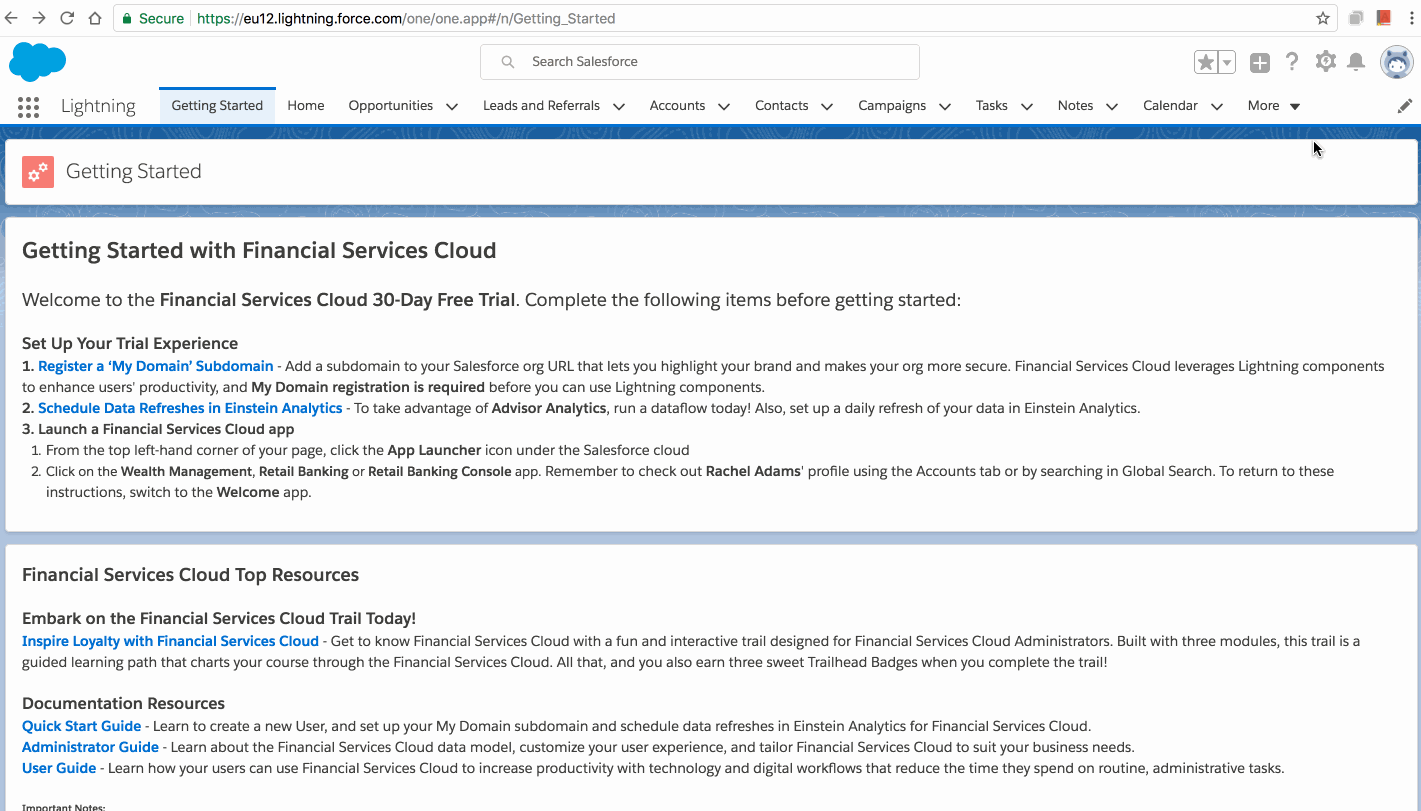 Secure https://eu12.lightning.force.com/one/one.app#/n/Getting_Started
Search Salesforce
Lightning Getting Started Home Opportunities Leads and Referrals Accounts Contacts Campaigns Tasks Notes Calendar More
Getting Started
Getting Started with Financial Services Cloud
Welcome to the Financial Services Cloud 30-Day Free Trial. Complete the following items before getting started:
Set Up Your Trial Experience
1. Register a ‘My Domain’ Subdomain - Add a subdomain to your Salesforce org URL that lets you highlight your brand and makes your org more secure. Financial Services Cloud leverages Lightning components
to enhance users' productivity, and My Domain registration is required before you can use Lightning components.
2. Schedule Data Refreshes in Einstein Analytics - To take advantage of Advisor Analytics, run a dataflow today! Also, set up a daily refresh of your data in Einstein Analytics.
3. Launch a Financial Services Cloud app
1. From the top left-hand corner of your page, click the App Launcher icon under the Salesforce cloud
2. Click on the Wealth Management, Retail Banking or Retail Banking Console app. Remember to check out Rachel Adams' profile using the Accounts tab or by searching in Global Search. To return to these
instructions, switch to the Welcome app.
Financial Services Cloud Top Resources
Embark on the Financial Services Cloud Trail Today!
Inspire Loyalty with Financial Services Cloud - Get to know Financial Services Cloud with a fun and interactive trail designed for Financial Services Cloud Administrators. Built with three modules, this trail is a
guided learning path that charts your course through the Financial Services Cloud. All that, and you also earn three sweet Trailhead Badges when you complete the trail!
Documentation Resources
Quick Start Guide - Learn to create a new User, and set up your My Domain subdomain and schedule data refreshes in Einstein Analytics for Financial Services Cloud.
Administrator Guide - Learn about the Financial Services Cloud data model, customize your user experience, and tailor Financial Services Cloud to suit your business needs.
User Guide - Learn how your users can use Financial Services Cloud to increase productivity with technology and digital workflows that reduce the time they spend on routine, administrative tasks.
Important Notes: